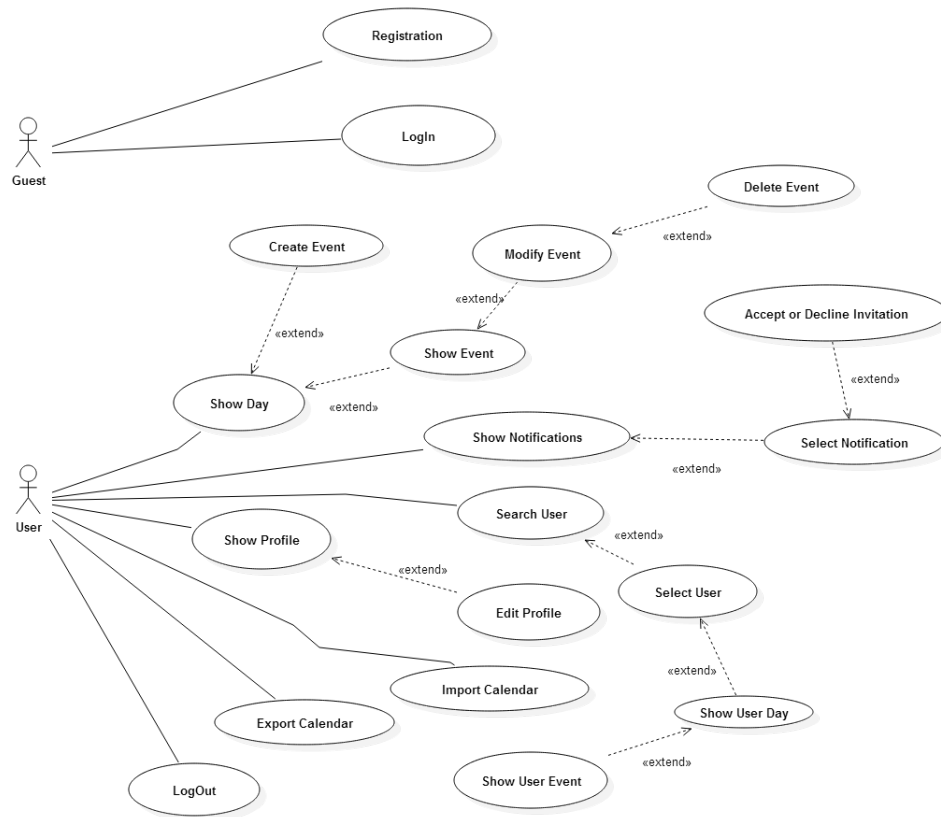 Registration
LogIn
Guest
Delete Event
Create Event
Modify Event
«extend»
«extend»
Accept or Decline Invitation
«extend»
Show Event
«extend»
Show Day
«extend»
Show Notifications
Select Notification
«extend»
User
Search User
Show Profile
«extend»
«extend»
Select User
Edit Profile
«extend»
Import Calendar
Show User Day
Export Calendar
«extend»
Show User Event
LogOut